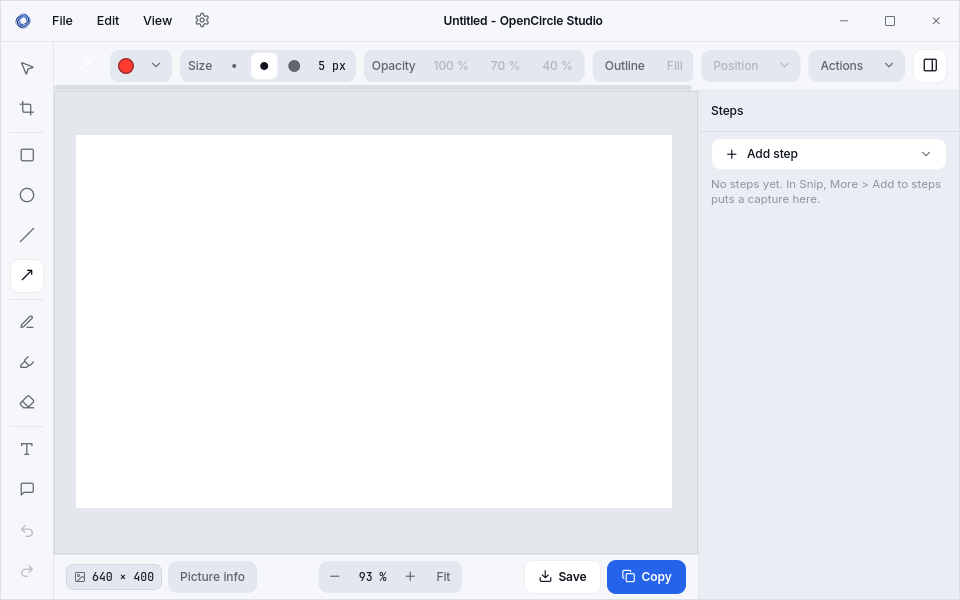 File Edit View Untitled - OpenCircle Studio
Size 5 px Opacity 100 % 70 % 40 % Outline Fill Position Actions
Steps
Add step
No steps yet. In Snip, More > Add to steps
puts a capture here.
640 × 400 Picture info 93 % Fit Save Copy